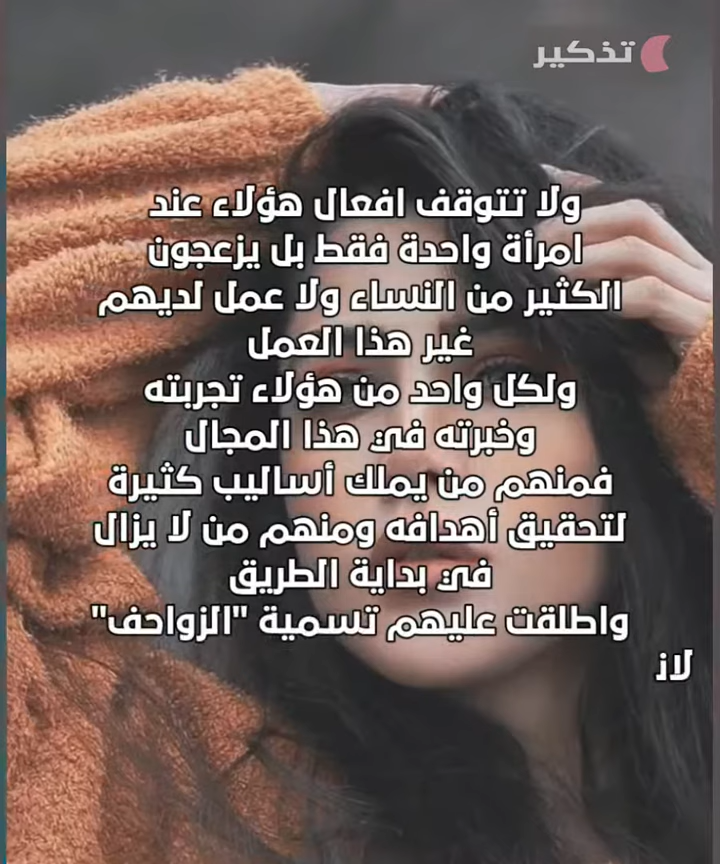 تذكير
ولا تتوقف افعال هؤلاء عند
امرأة واحدة فقط بل يزعجون
الكثير من النساء ولا عمل لديهم
غير هذا العمل
ولكل واحد من هؤلاء تجربته
وخبرته في هذا المجال
فمنهم من يملك أساليب كثيرة
لتحقيق أهدافه ومنهم من لا يزال
في بداية الطريق
واطلقت عليهم تسمية "الزواحف"
لاز